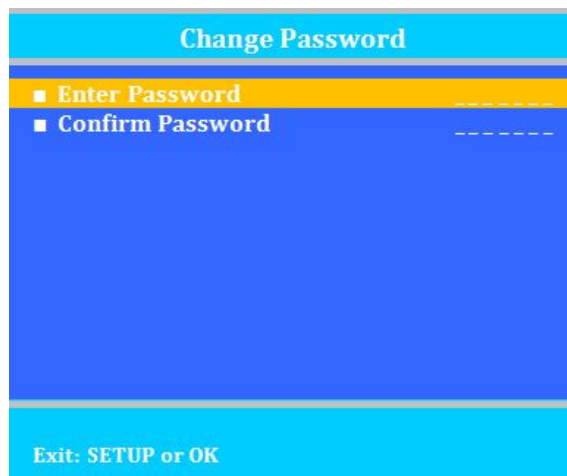 Change Password
■ Enter Password _ _ _ _ _ _ _
■ Confirm Password _ _ _ _ _ _ _
Exit: SETUP or OK